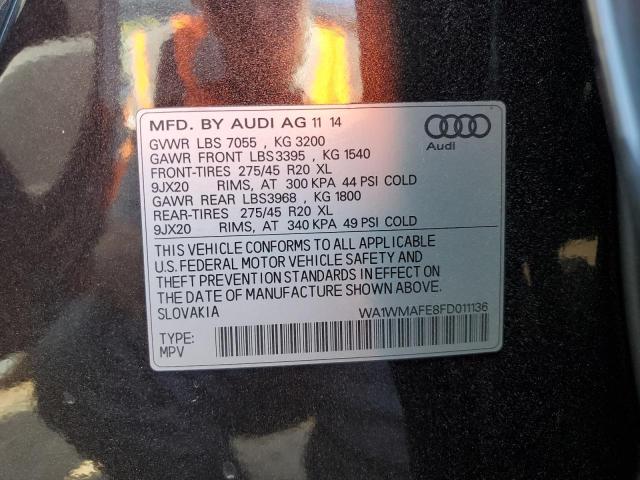 MFD. BY AUDI AG 11 14
GVWR LBS 7055 , KG 3200
GAWR FRONT LBS3395 , KG 1540
FRONT-TIRES 275/45 R20 XL
9JX20 RIMS, AT 300 KPA 44 PSI COLD
GAWR REAR LBS3968 , KG 1800
REAR-TIRES 275/45 R20 XL
9JX20 RIMS, AT 340 KPA 49 PSI COLD
Audi
THIS VEHICLE CONFORMS TO ALL APPLICABLE
U.S. FEDERAL MOTOR VEHICLE SAFETY AND
THEFT PREVENTION STANDARDS IN EFFECT ON
THE DATE OF MANUFACTURE SHOWN ABOVE.
SLOVAKIA
WA1WMAFE8FD011136
TYPE:
MPV